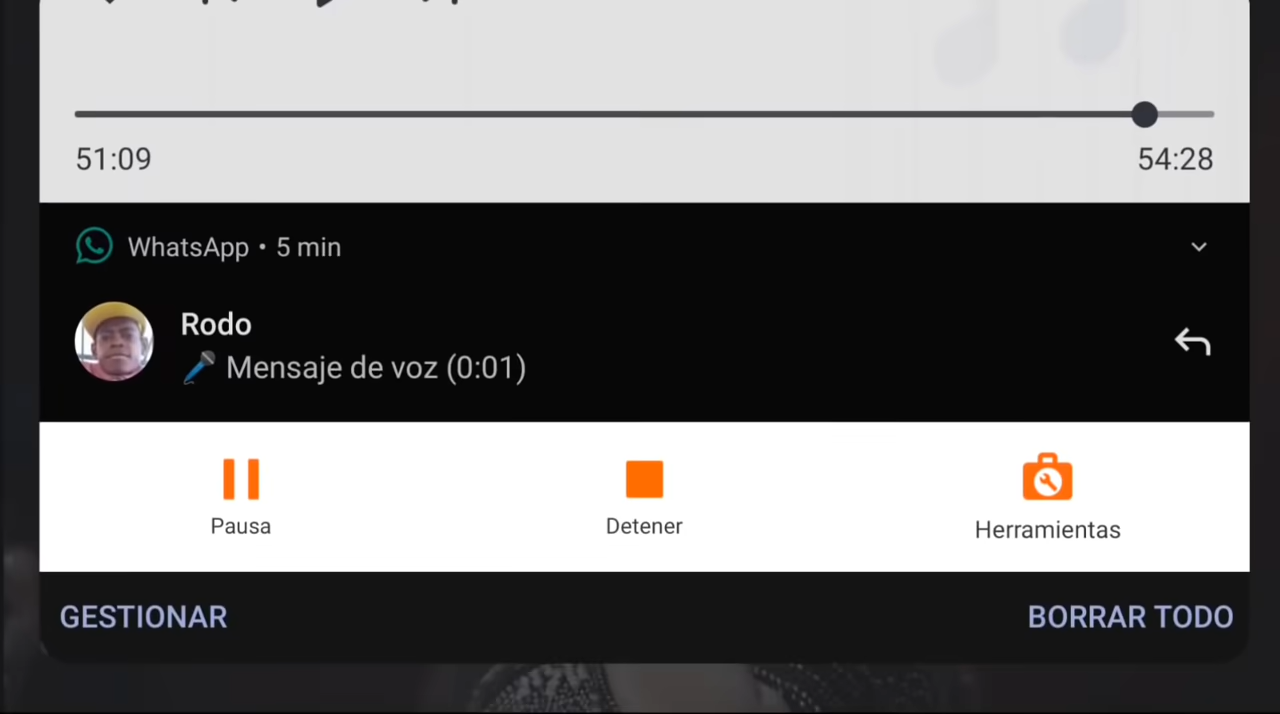 51:09 54:28
WhatsApp • 5 min
Rodo
🎤 Mensaje de voz (0:01)
Pausa Detener Herramientas
GESTIONAR BORRAR TODO